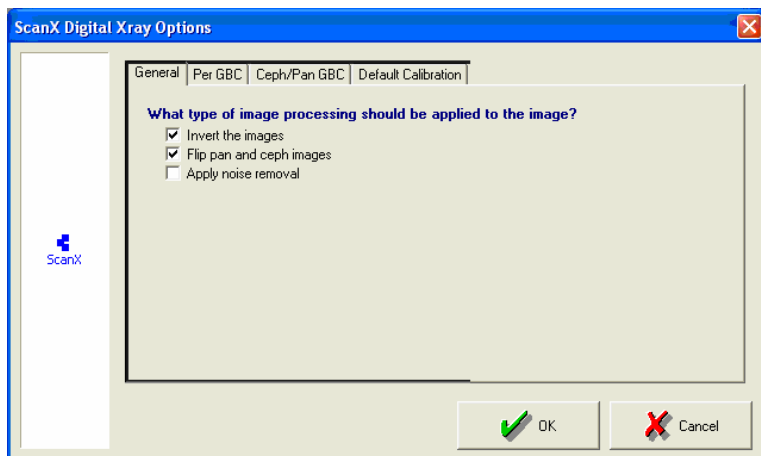 ScanX Digital Xray Options
General Per GBC Ceph/Pan GBC Default Calibration
What type of image processing should be applied to the image?
Invert the images
Flip pan and ceph images
Apply noise removal
ScanX
OK Cancel